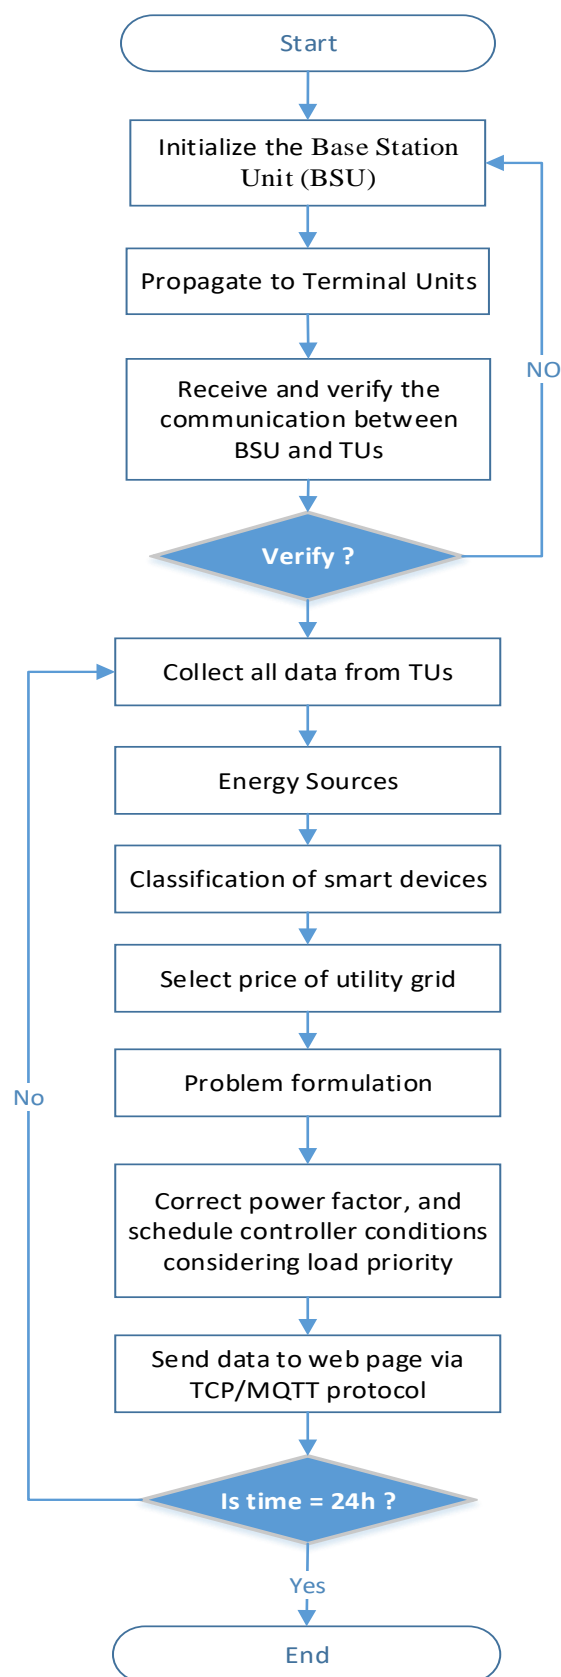 Start
Initialize the Base Station
Unit (BSU)
Propagate to Terminal Units
Receive and verify the
communication between
BSU and TUs
NO
Verify ?
Collect all data from TUs
Energy Sources
Classification of smart devices
Select price of utility grid
Problem formulation
No
Correct power factor, and
schedule controller conditions
considering load priority
Send data to web page via
TCP/MQTT protocol
Is time = 24h ?
Yes
End